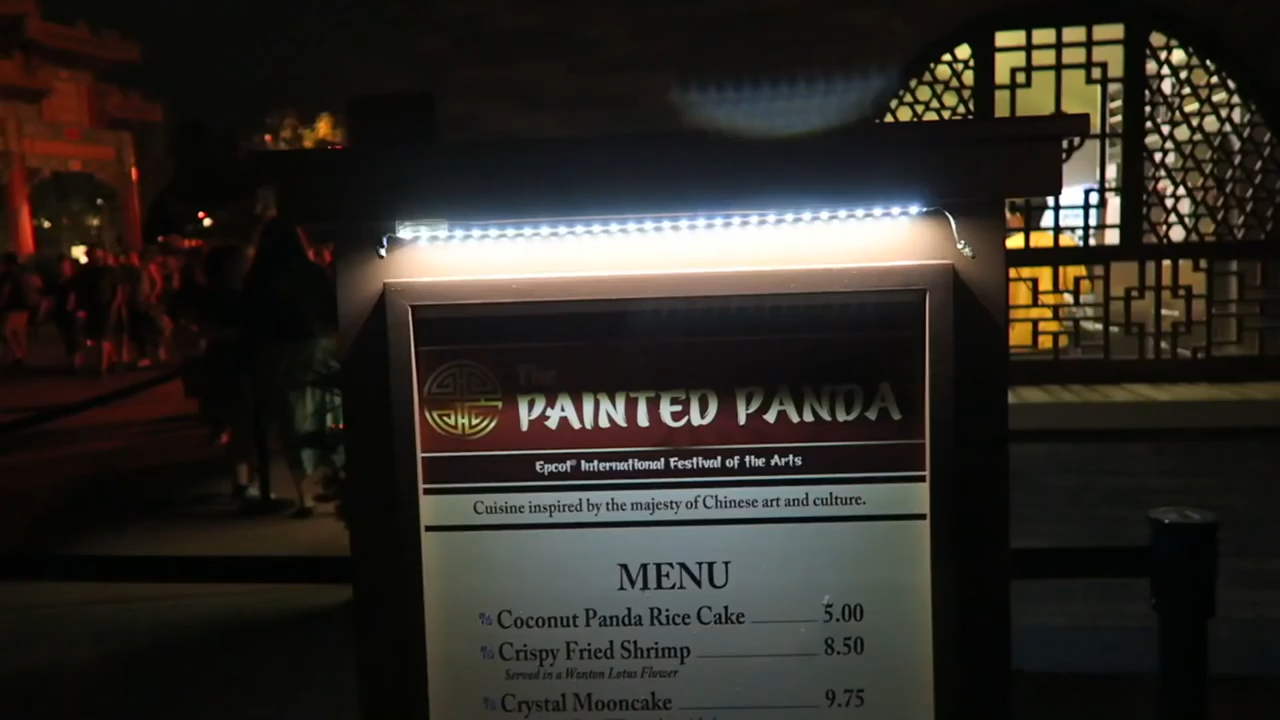 The
PAINTED PANDA
Epcot® International Festival of the Arts
Cuisine inspired by the majesty of Chinese art and culture.
MENU
Coconut Panda Rice Cake 5.00
Crispy Fried Shrimp 8.50
Served in a Wonton Lotus Flower
Crystal Mooncake 9.75